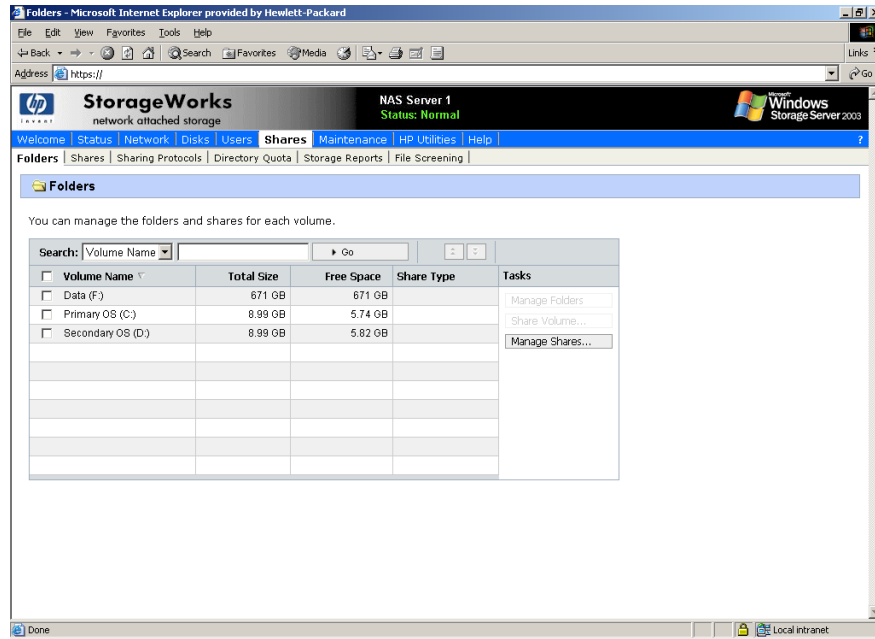 Folders - Microsoft Internet Explorer provided by Hewlett-Packard
File Edit View Favorites Tools Help
Back Search Favorites Media Links
Address https:// Go
hp
invent
StorageWorks
network attached storage
NAS Server 1
Status: Normal
Microsoft
Windows
Storage Server 2003
Welcome | Status | Network | Disks | Users | Shares | Maintenance | HP Utilities | Help | ?
Folders | Shares | Sharing Protocols | Directory Quota | Storage Reports | File Screening |
Folders
You can manage the folders and shares for each volume.
Search: Volume Name Go
Volume Name Total Size Free Space Share Type Tasks
Data (F:) 671 GB 671 GB
Manage Folders
Primary OS (C:) 8.99 GB 5.74 GB
Share Volume...
Secondary OS (D:) 8.99 GB 5.82 GB
Manage Shares...
Done Local intranet